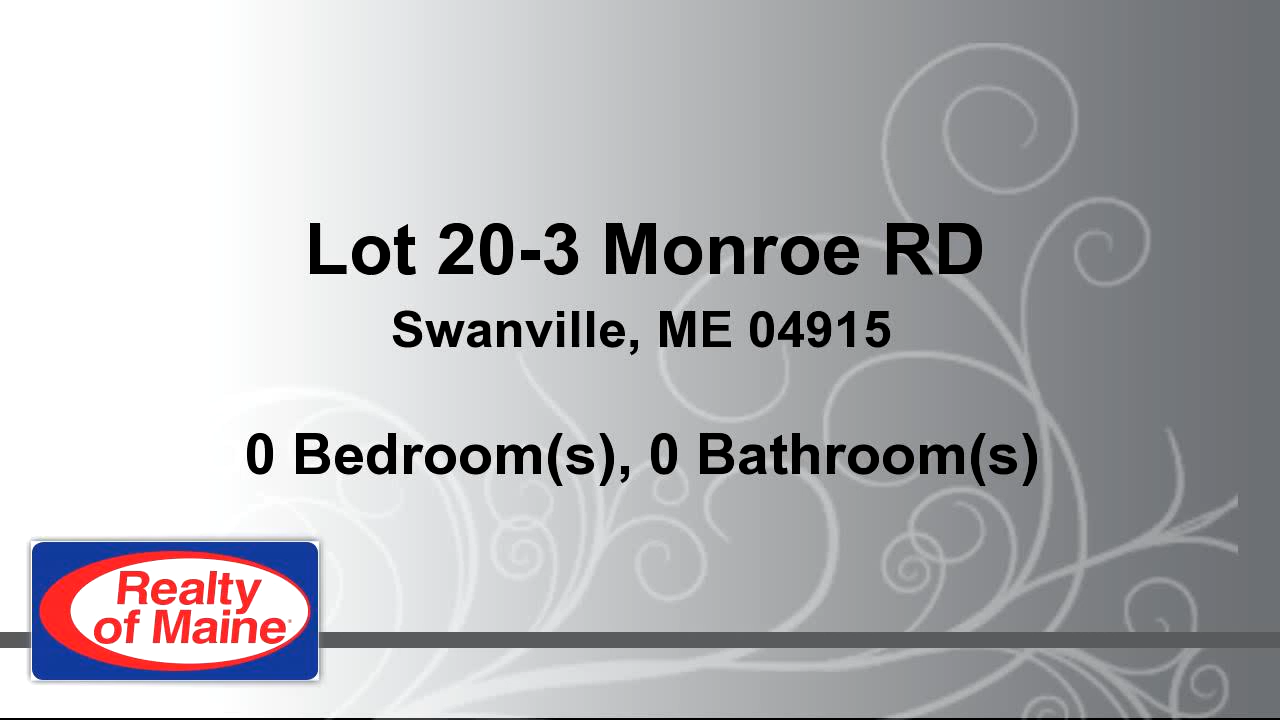 Lot 20-3 Monroe RD
Swanville, ME 04915
0 Bedroom(s), 0 Bathroom(s)
Realty
of Maine